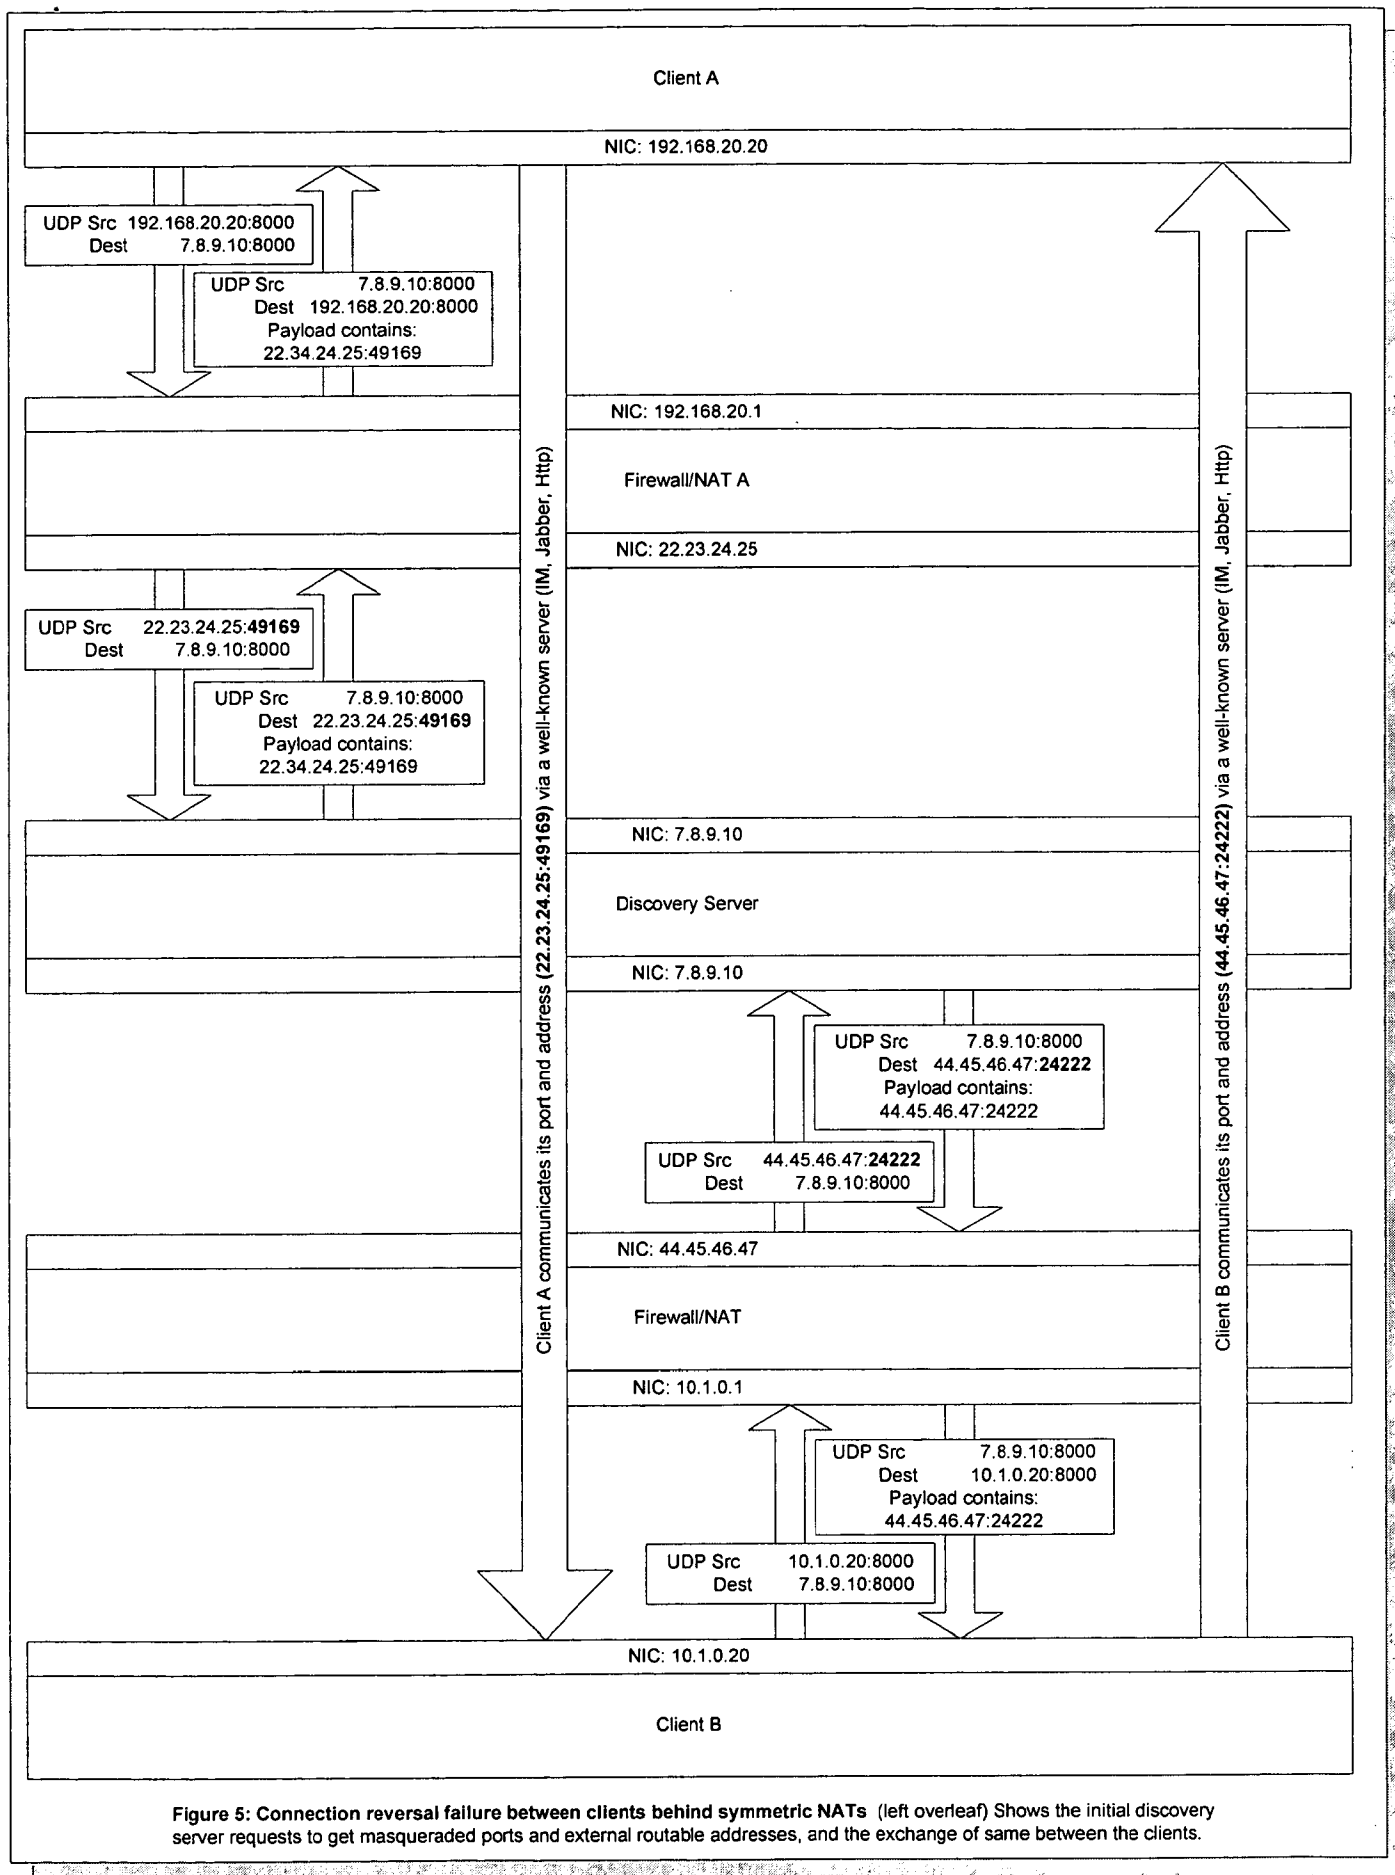 Client A
NIC: 192.168.20.20
UDP Src 192.168.20.20:8000
Dest 7.8.9.10:8000
UDP Src 7.8.9.10:8000
Dest 192.168.20.20:8000
Payload contains:
22.34.24.25:49169
NIC: 192.168.20.1
Firewall/NAT A
NIC: 22.23.24.25
UDP Src 22.23.24.25:49169
Dest 7.8.9.10:8000
UDP Src 7.8.9.10:8000
Dest 22.23.24.25:49169
Payload contains:
22.34.24.25:49169
Client A communicates its port and address (22.23.24.25:49169) via a well-known server (IM, Jabber, Http)
Client B communicates its port and address (44.45.46.47:24222) via a well-known server (IM, Jabber, Http)
NIC: 7.8.9.10
Discovery Server
NIC: 7.8.9.10
UDP Src 7.8.9.10:8000
Dest 44.45.46.47:24222
Payload contains:
44.45.46.47:24222
UDP Src 44.45.46.47:24222
Dest 7.8.9.10:8000
NIC: 44.45.46.47
Firewall/NAT
NIC: 10.1.0.1
UDP Src 7.8.9.10:8000
Dest 10.1.0.20:8000
Payload contains:
44.45.46.47:24222
UDP Src 10.1.0.20:8000
Dest 7.8.9.10:8000
NIC: 10.1.0.20
Client B
Figure 5: Connection reversal failure between clients behind symmetric NATs (left overleaf) Shows the initial discovery
server requests to get masqueraded ports and external routable addresses, and the exchange of same between the clients.